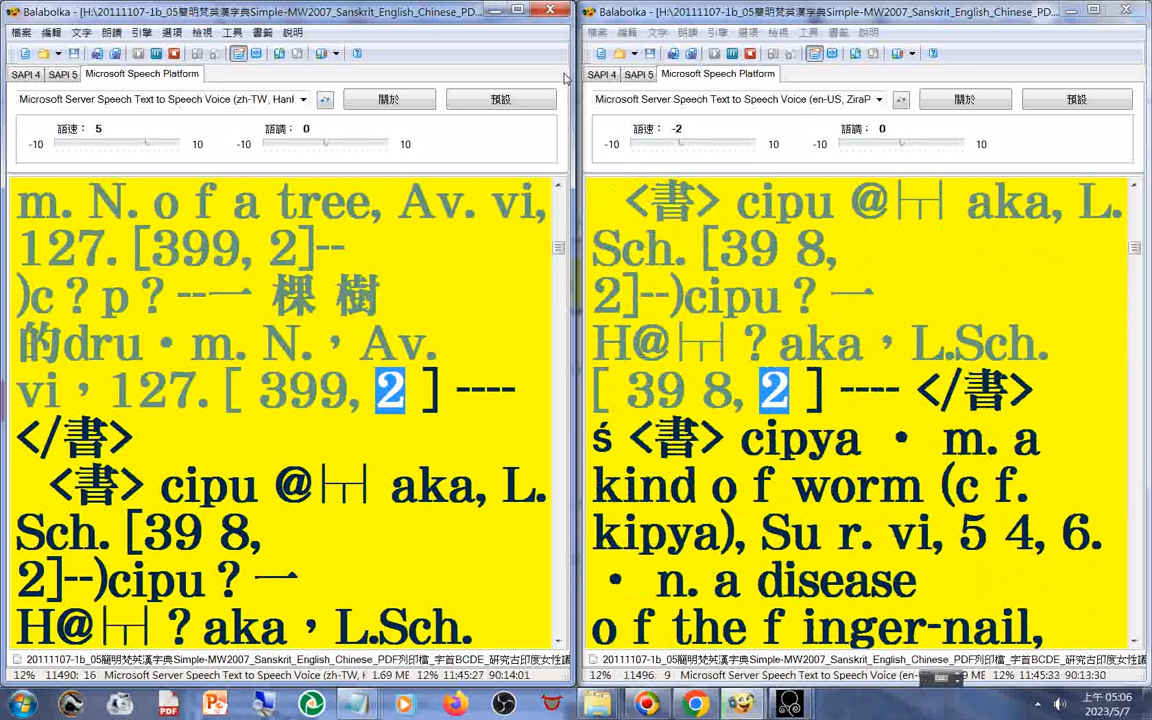 Balabolka - [H:\20111107-1b_05簡明梵英漢字典Simple-MW2007_Sanskrit_English_Chinese_PD...
檔案 編輯 文字 朗讀 引擎 選項 檢視 工具 書籤 說明
SAPI 4 SAPI 5 Microsoft Speech Platform
Microsoft Server Speech Text to Speech Voice (zh-TW, Hanl 關於 預設
語速： 5 語調： 0
-10 10 -10 10
m. N. o f a tree, Av. vi,
127. [399, 2]--
)c？p？--一 棵 樹
的dru‧m. N.，Av.
vi，127. [ 399, 2 ] ----
</書>
<書> cipu @├┬┤ aka, L.
Sch. [39 8,
2]--)cipu？一
H@├┬┤？aka，L.Sch.
20111107-1b_05簡明梵英漢字典Simple-MW2007_Sanskrit_English_Chinese_PDF列印檔_字首BCDE_研究古印度女性議
12% 11490: 16 Microsoft Server Speech Text to Speech Voice (zh-TW, H 1.69 MB 12% 11:45:27 90:14:01
Balabolka - [H:\20111107-1b_05簡明梵英漢字典Simple-MW2007_Sanskrit_English_Chinese_PD...
檔案 編輯 文字 朗讀 引擎 選項 檢視 工具 書籤 說明
SAPI 4 SAPI 5 Microsoft Speech Platform
Microsoft Server Speech Text to Speech Voice (en-US, ZiraP 關於 預設
語速： -2 語調： 0
-10 10 -10 10
<書> cipu @├┬┤ aka, L.
Sch. [39 8,
2]--)cipu？一
H@├┬┤？aka，L.Sch.
[ 39 8, 2 ] ---- </書>
ś <書> cipya ‧ m. a
kind o f worm (c f.
kipya), Su r. vi, 5 4, 6.
‧ n. a disease
o f the f inger-nail,
20111107-1b_05簡明梵英漢字典Simple-MW2007_Sanskrit_English_Chinese_PDF列印檔_字首BCDE_研究古印度女性議
12% 11496: 9 Microsoft Server Speech Text to Speech Voice (en-US, 12% 11:45:33 90:13:30
上午 05:06
2023/5/7